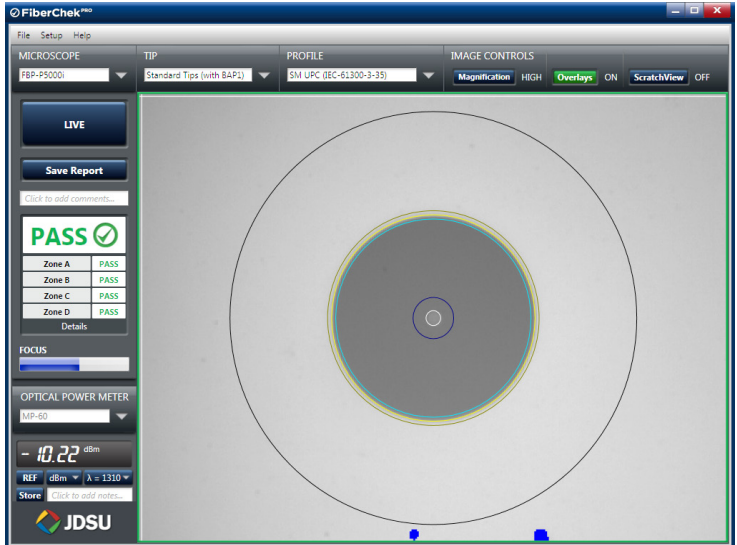 FiberChekPRO
File Setup Help
MICROSCOPE
FBP-P5000i
TIP
Standard Tips (with BAP1)
PROFILE
SM UPC (IEC-61300-3-35)
IMAGE CONTROLS
Magnification HIGH Overlays ON ScratchView OFF
LIVE
Save Report
Click to add comments...
PASS
Zone A PASS
Zone B PASS
Zone C PASS
Zone D PASS
Details
FOCUS
OPTICAL POWER METER
MP-60
- 10.22 dBm
REF dBm λ = 1310
Store Click to add notes...
JDSU